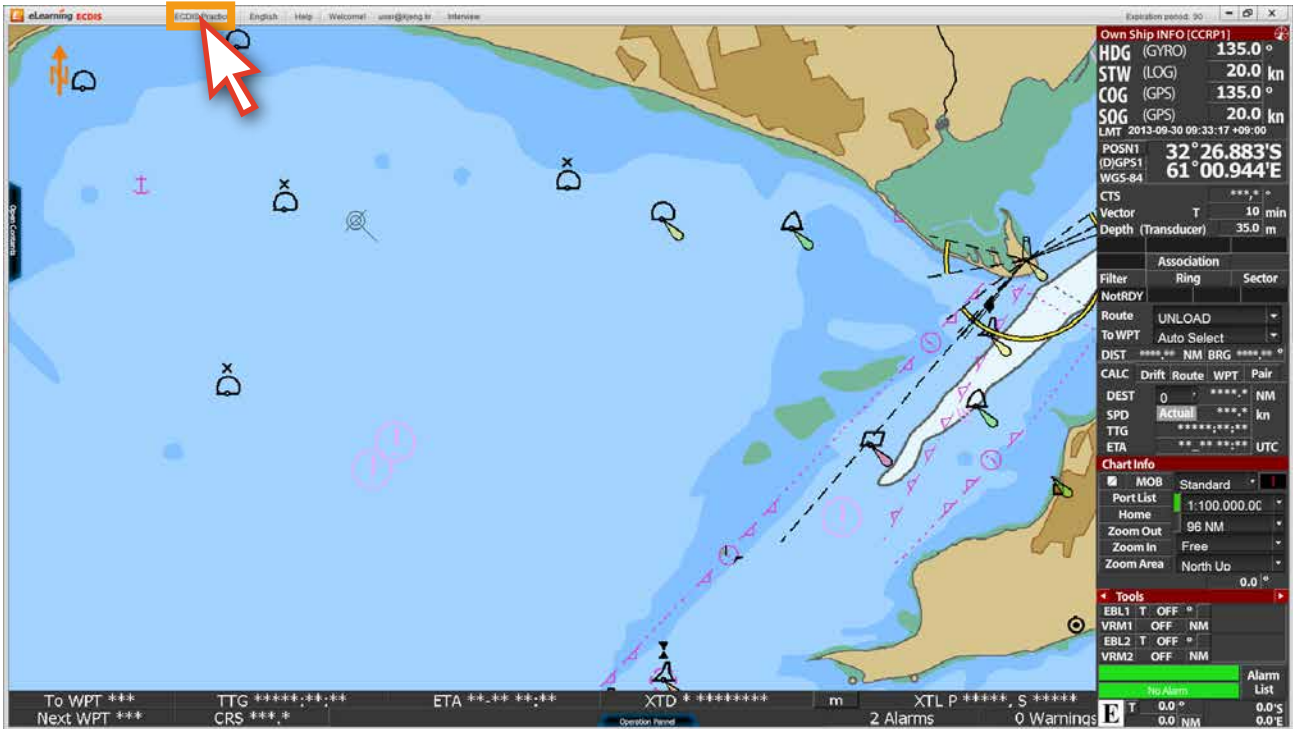 eLearning ECDIS
ECDIS Practice English Help Welcome! user@kjeng.kr Interview Expiration period: 90
N
Open Constants
Own Ship INFO [CCRP1]
HDG (GYRO) 135.0 °
STW (LOG) 20.0 kn
COG (GPS) 135.0 °
SOG (GPS) 20.0 kn
LMT 2013-09-30 09:33:17 +09:00
POSN1 32°26.883'S
(D)GPS1 61°00.944'E
WGS-84
CTS ***.* °
Vector T 10 min
Depth (Transducer) 35.0 m
Association
Filter Ring Sector
NotRDY
Route UNLOAD
To WPT Auto Select
DIST ****.** NM BRG ****.** °
CALC Drift Route WPT Pair
DEST 0 ****.* NM
SPD Actual ***.* kn
TTG *****:**:**
ETA **_** **:** UTC
Chart Info
MOB Standard !
Port List 1:100.000.00
Home
Zoom Out 96 NM
Zoom In Free
Zoom Area North Up
0.0 °
Tools
EBL1 T OFF °
VRM1 OFF NM
EBL2 T OFF °
VRM2 OFF NM
No Alarm
Alarm List
E T 0.0 ° 0.0'S
0.0 NM 0.0'E
To WPT *** TTG *****:**:** ETA **-** **:** XTD * ******** m XTL P *****, S *****
Next WPT *** CRS ***.* Operation Pannel 2 Alarms 0 Warnings